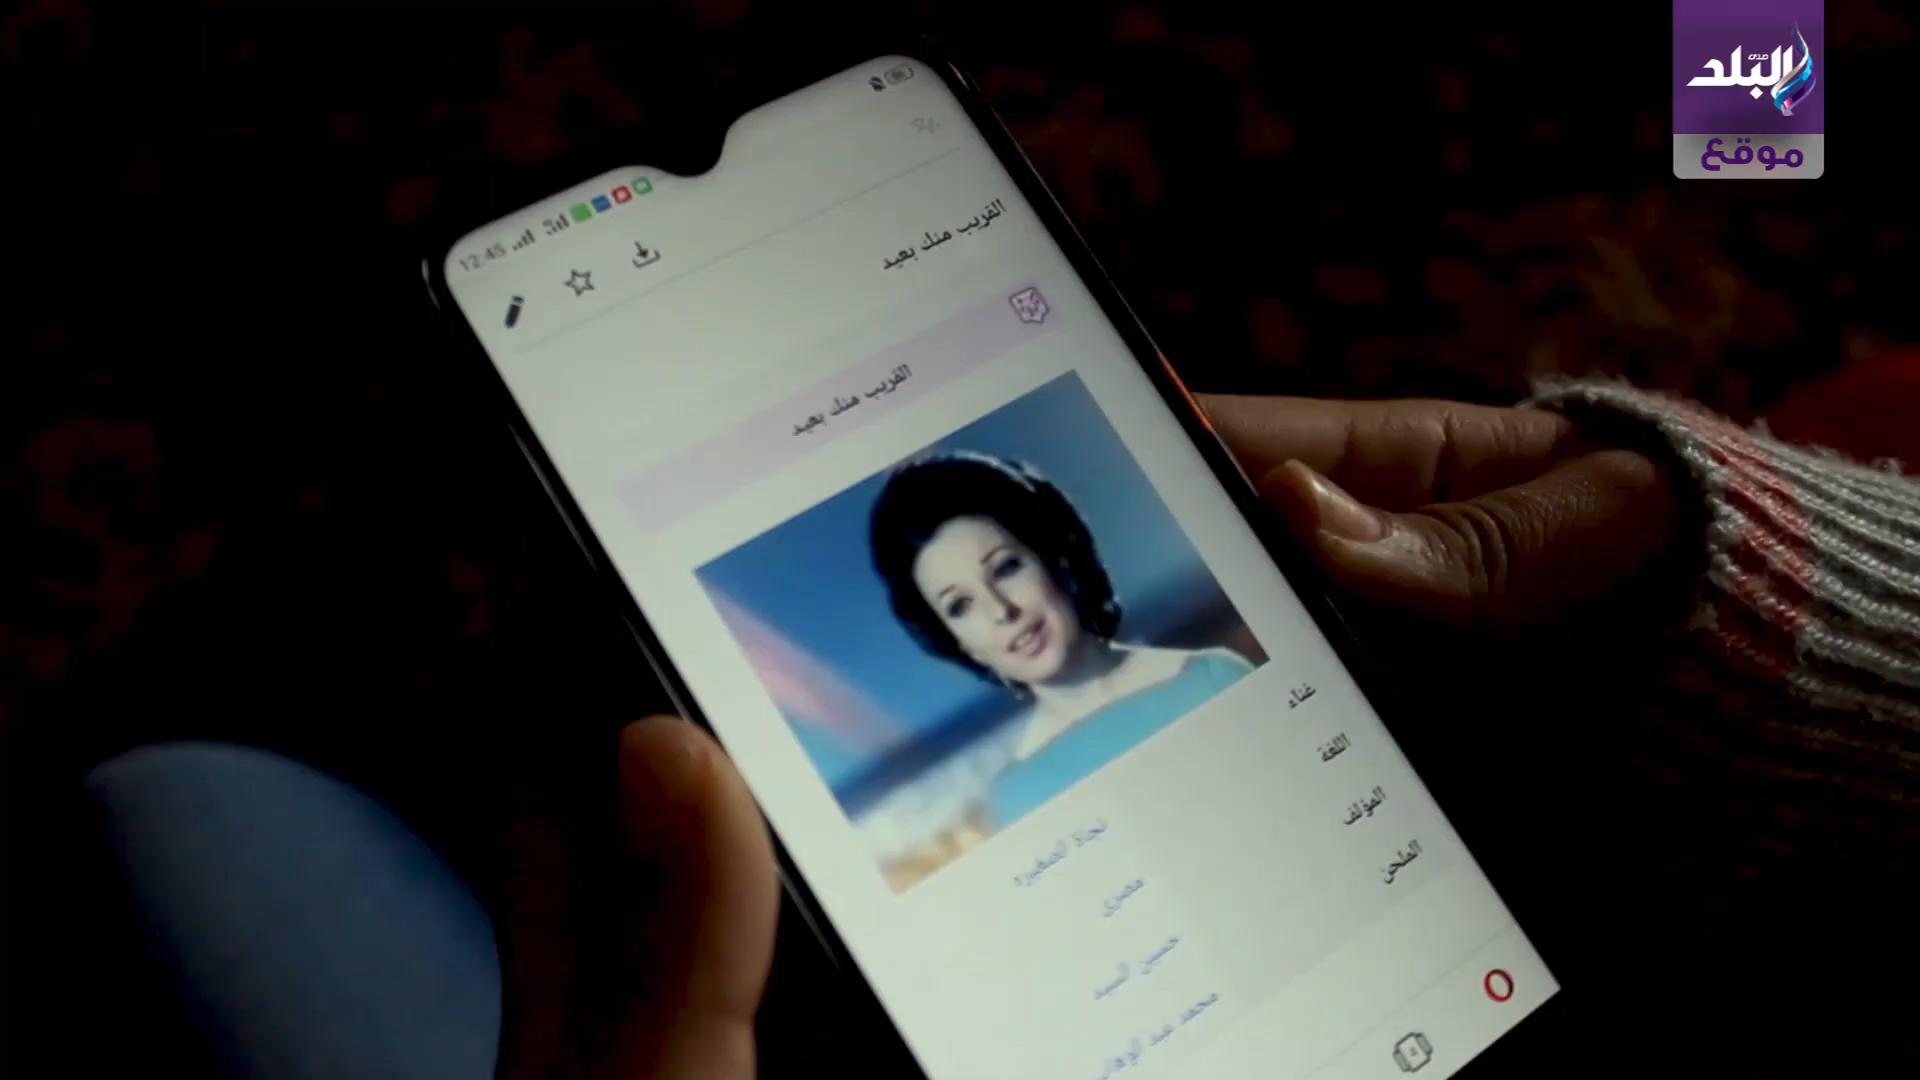 صدى
البلد
موقع
12:45
القريب منك بعيد
القريب منك بعيد
غناء
نجاة الصغيره
اللغة
مصري
المؤلف
حسين السيد
الملحن
محمد عبد الوهاب